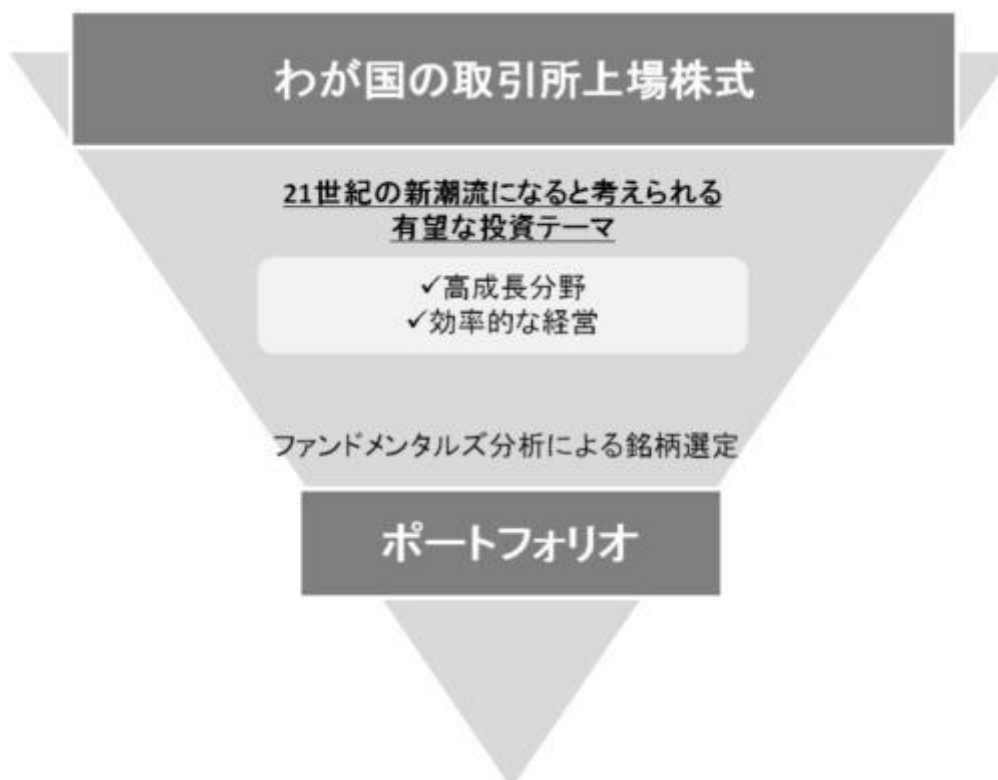 わが国の取引所上場株式
21世紀の新潮流になると考えられる
有望な投資テーマ
✓高成長分野
✓効率的な経営
ファンドメンタルズ分析による銘柄選定
ポートフォリオ